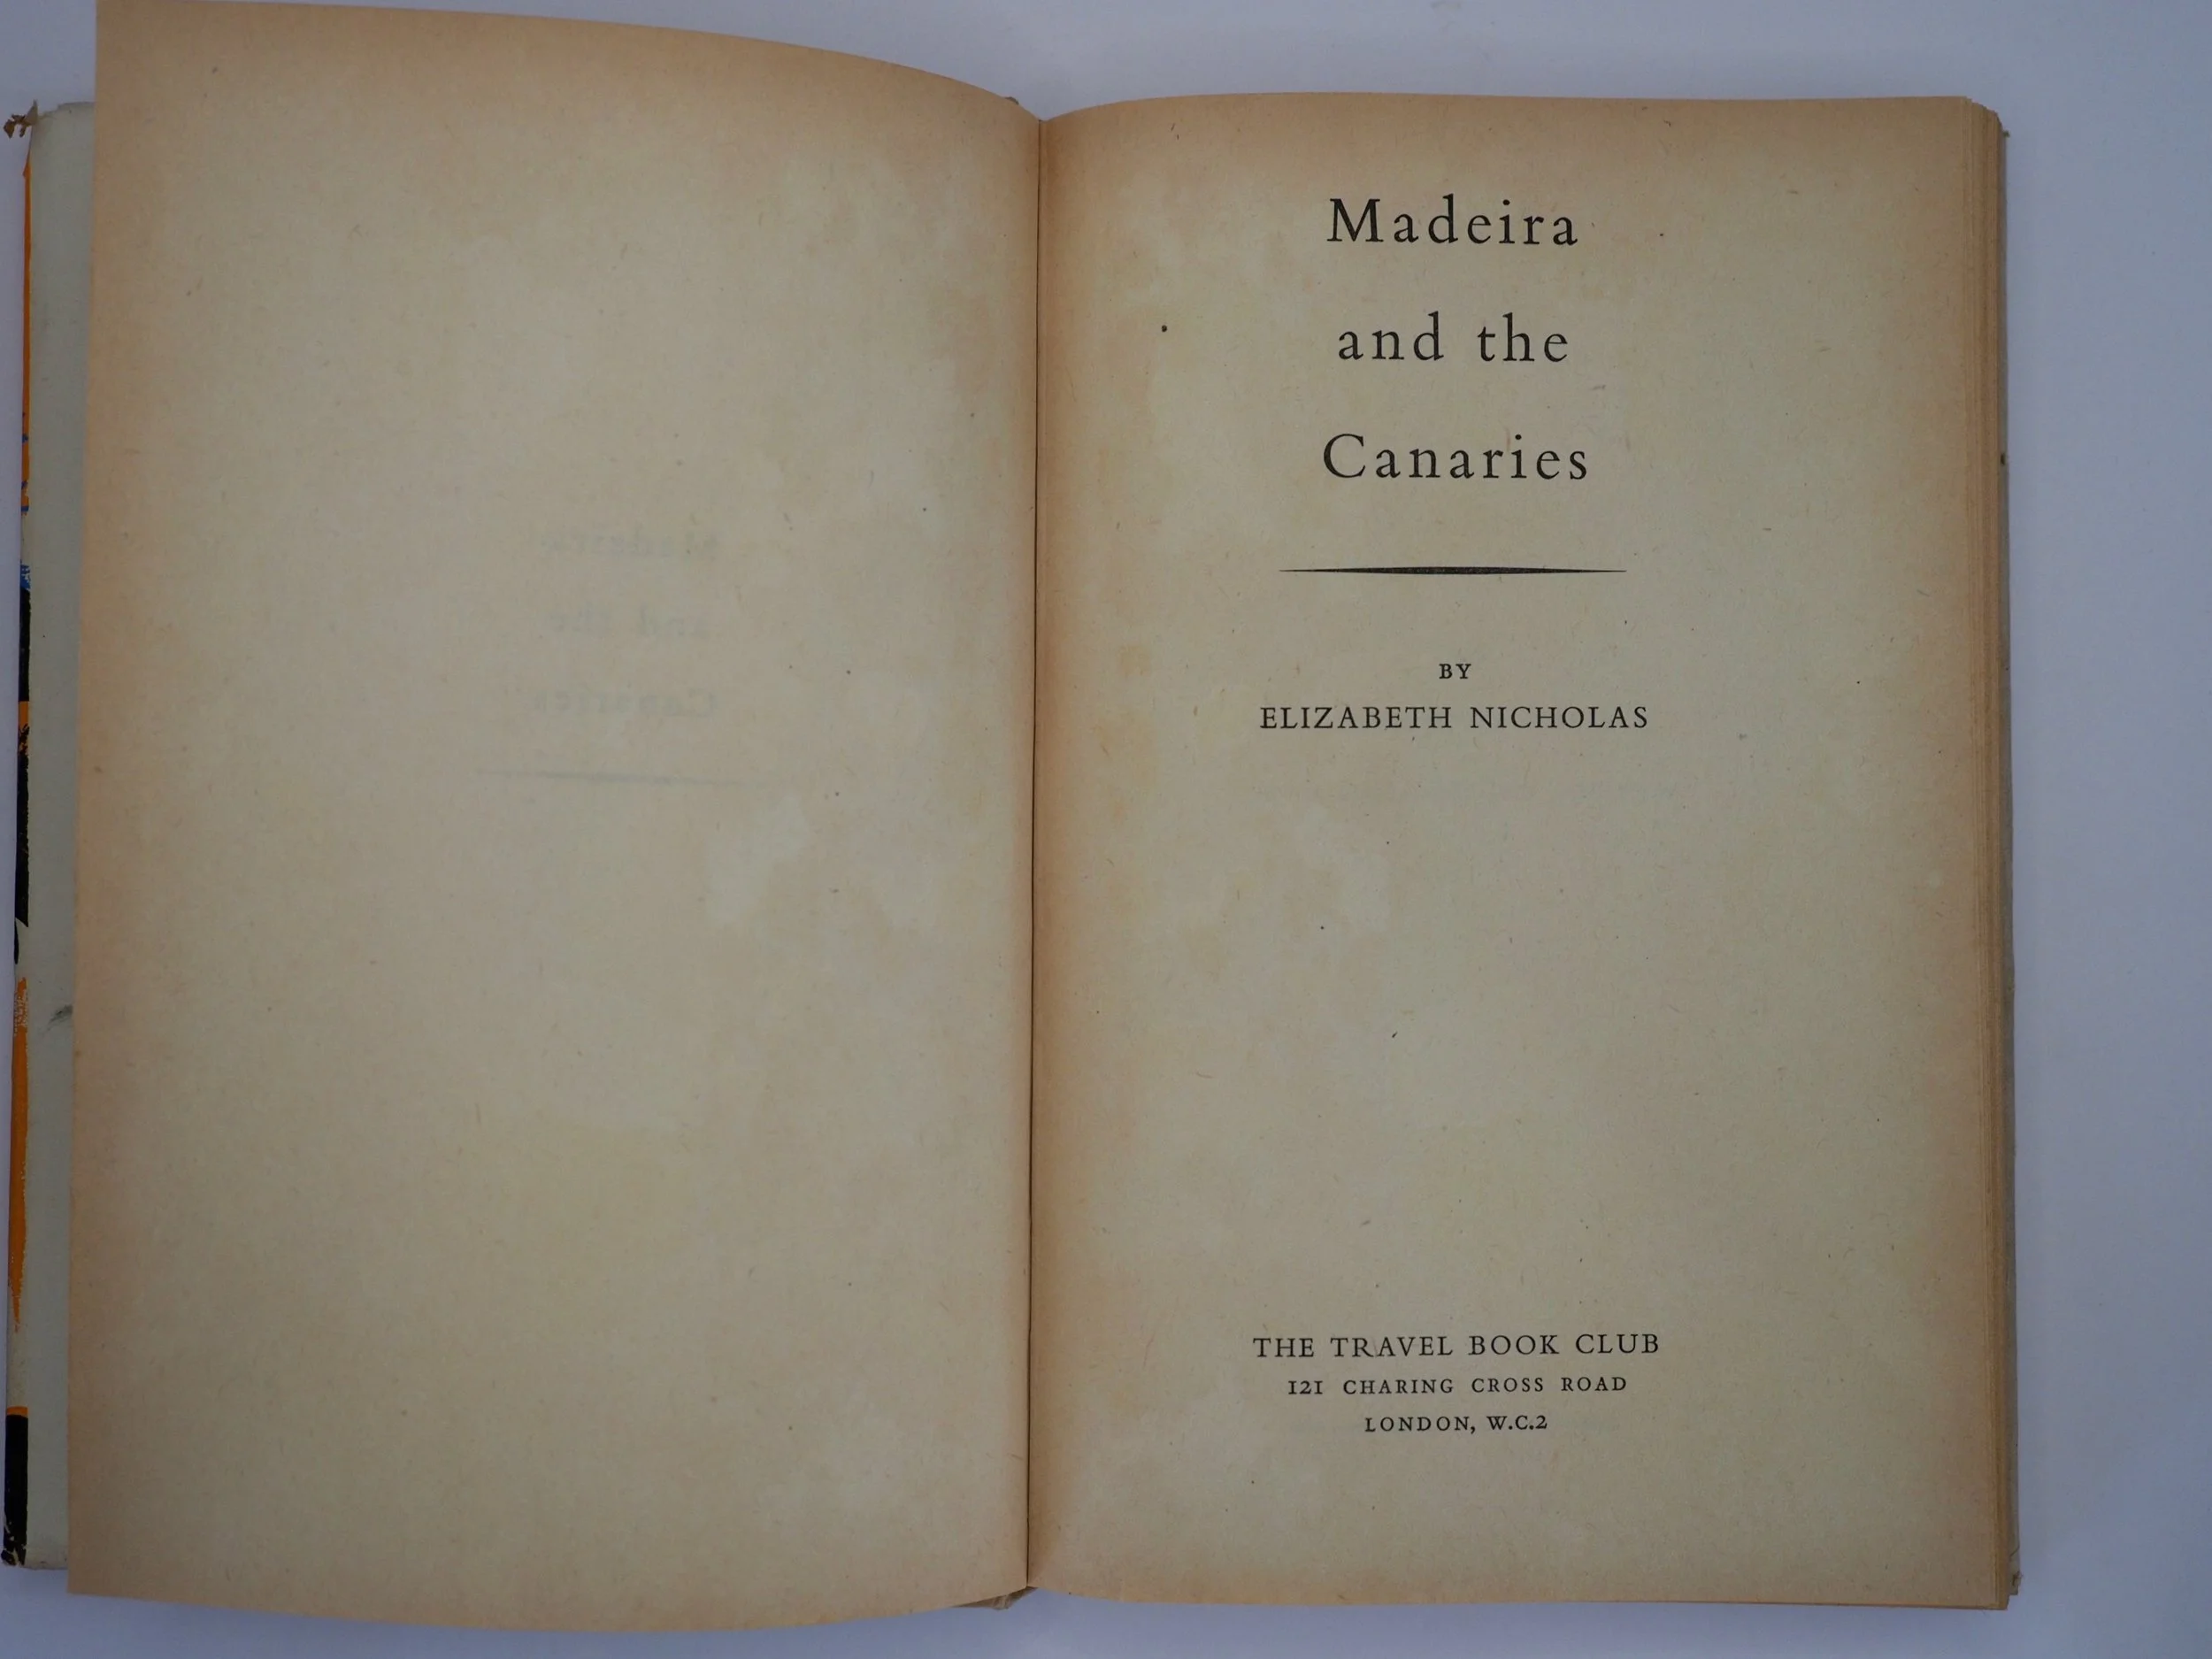 Madeira
and the
Canaries
BY
ELIZABETH NICHOLAS
THE TRAVEL BOOK CLUB
121 CHARING CROSS ROAD
LONDON, W.C.2